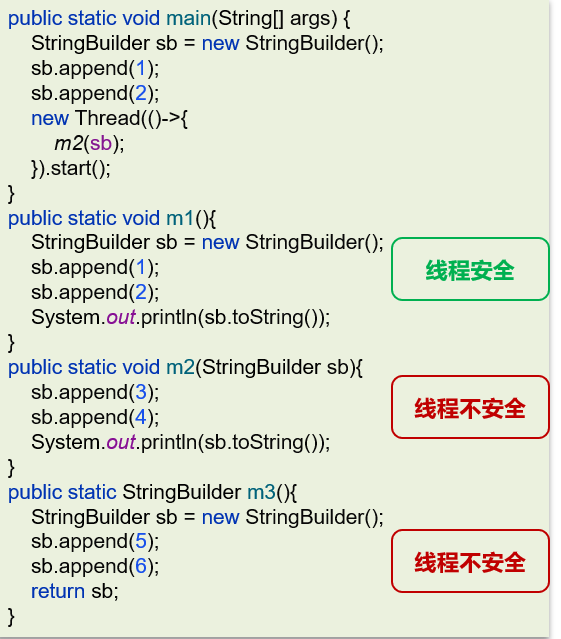 public static void main(String[] args) {
    StringBuilder sb = new StringBuilder();
    sb.append(1);
    sb.append(2);
    new Thread(()->{
        m2(sb);
    }).start();
}
public static void m1(){
    StringBuilder sb = new StringBuilder();
    sb.append(1);
线程安全
    sb.append(2);
    System.out.println(sb.toString());
}
public static void m2(StringBuilder sb){
    sb.append(3);
线程不安全
    sb.append(4);
    System.out.println(sb.toString());
}
public static StringBuilder m3(){
    StringBuilder sb = new StringBuilder();
    sb.append(5);
线程不安全
    sb.append(6);
    return sb;
}